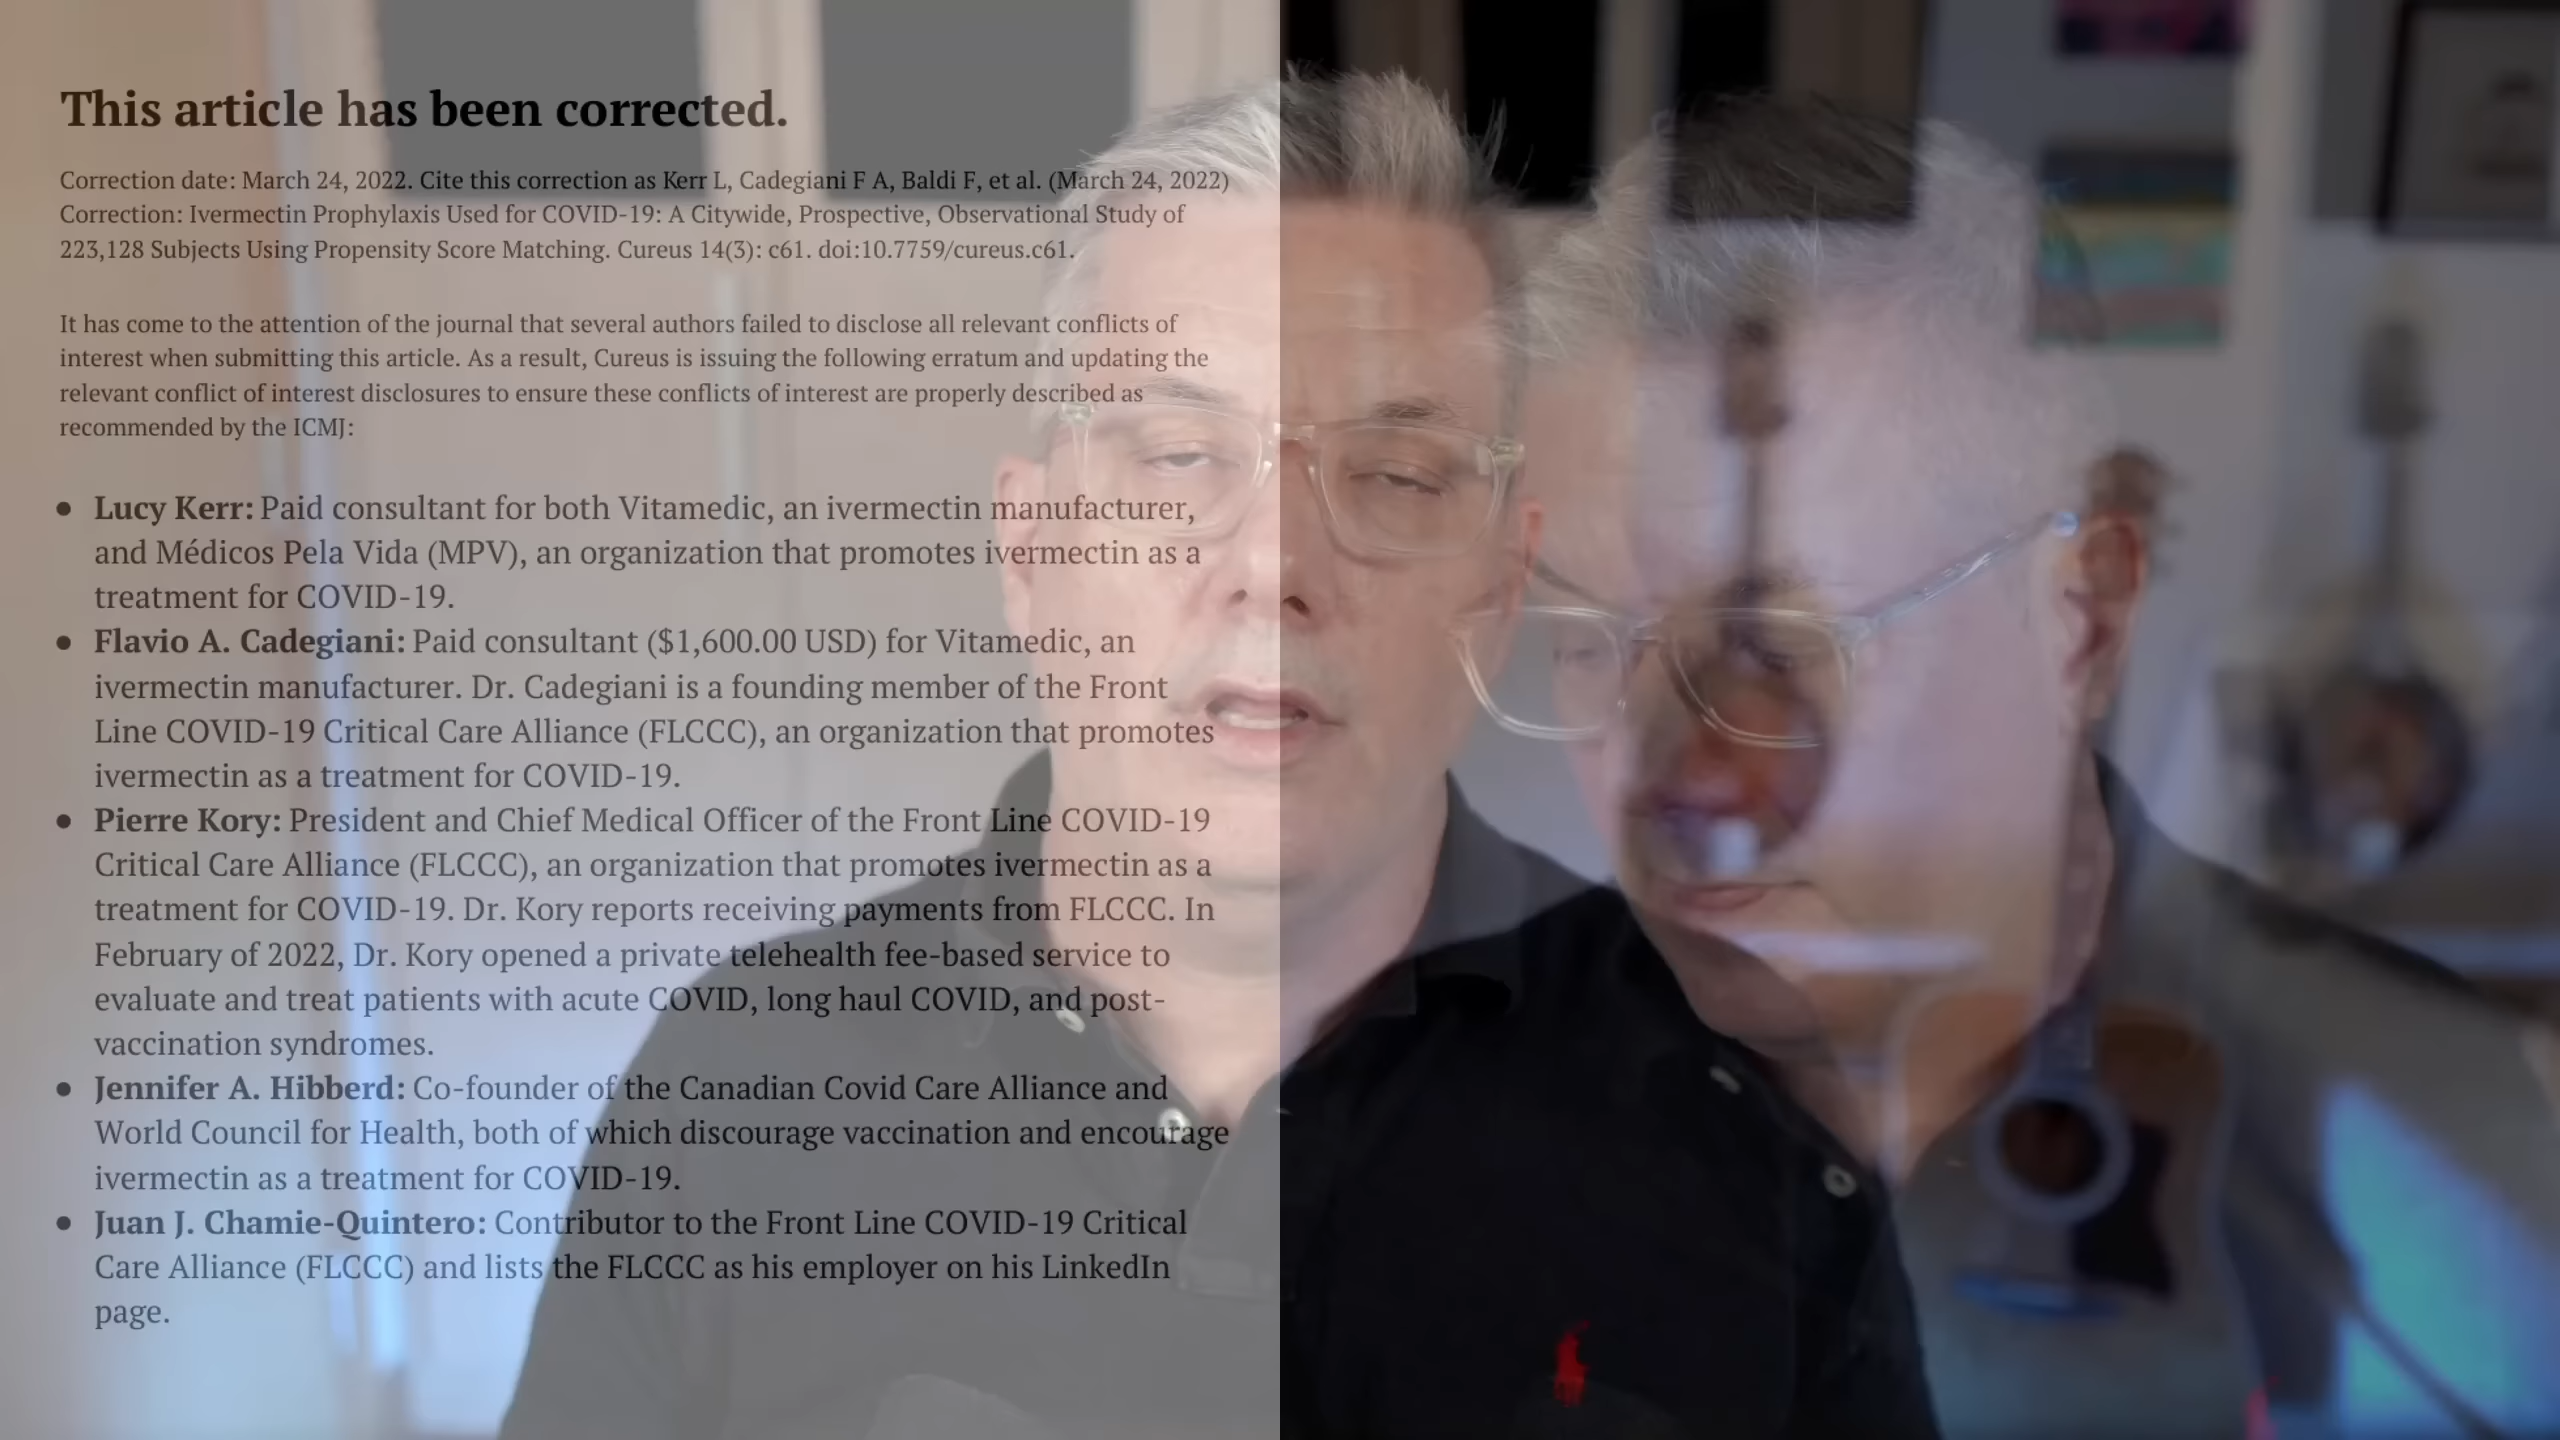 This article has been corrected.
Correction date: March 24, 2022. Cite this correction as Kerr L, Cadegiani F A, Baldi F, et al. (March 24, 2022)
Correction: Ivermectin Prophylaxis Used for COVID-19: A Citywide, Prospective, Observational Study of
223,128 Subjects Using Propensity Score Matching. Cureus 14(3): c61. doi:10.7759/cureus.c61.
It has come to the attention of the journal that several authors failed to disclose all relevant conflicts of
interest when submitting this article. As a result, Cureus is issuing the following erratum and updating the
relevant conflict of interest disclosures to ensure these conflicts of interest are properly described as
recommended by the ICMJ:
● Lucy Kerr: Paid consultant for both Vitamedic, an ivermectin manufacturer,
and Médicos Pela Vida (MPV), an organization that promotes ivermectin as a
treatment for COVID-19.
● Flavio A. Cadegiani: Paid consultant ($1,600.00 USD) for Vitamedic, an
ivermectin manufacturer. Dr. Cadegiani is a founding member of the Front
Line COVID-19 Critical Care Alliance (FLCCC), an organization that promotes
ivermectin as a treatment for COVID-19.
● Pierre Kory: President and Chief Medical Officer of the Front Line COVID-19
Critical Care Alliance (FLCCC), an organization that promotes ivermectin as a
treatment for COVID-19. Dr. Kory reports receiving payments from FLCCC. In
February of 2022, Dr. Kory opened a private telehealth fee-based service to
evaluate and treat patients with acute COVID, long haul COVID, and post-
vaccination syndromes.
● Jennifer A. Hibberd: Co-founder of the Canadian Covid Care Alliance and
World Council for Health, both of which discourage vaccination and encourage
ivermectin as a treatment for COVID-19.
● Juan J. Chamie-Quintero: Contributor to the Front Line COVID-19 Critical
Care Alliance (FLCCC) and lists the FLCCC as his employer on his LinkedIn
page.